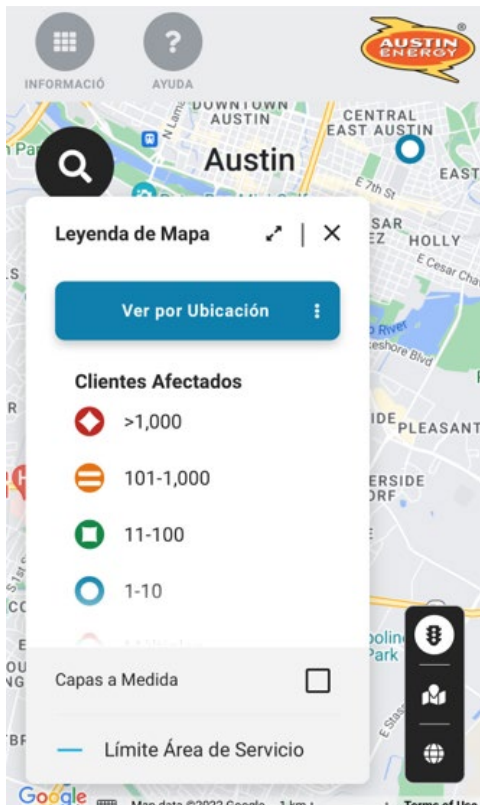 AUSTIN
ENERGY
INFORMACIÓ
AYUDA
DOWNTOWN
AUSTIN
CENTRAL
EAST AUSTIN
Austin
E 7th St
EAST
Leyenda de Mapa
HOLLY
E Cesar Cha
Ver por Ubicación
Clientes Afectados
>1,000
PLEASANT
101-1,000
11-100
1-10
Park
Capas a Medida
Límite Área de Servicio
Google
Map data ©2022 Google
1 km
Terms of Use